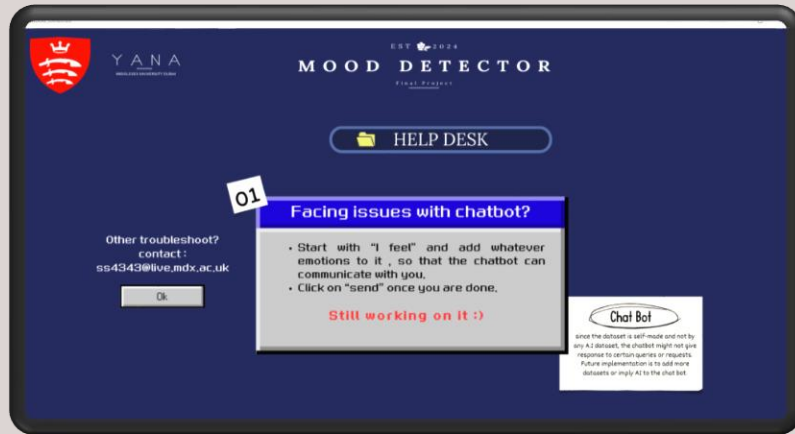 YANA
MIDDLESEX UNIVERSITY DUBAI
EST 2024
MOOD DETECTOR
Final Project
HELP DESK
01
Facing issues with chatbot?
• Start with "I feel" and add whatever
emotions to it , so that the chatbot can
communicate with you.
• Click on "send" once you are done.
Still working on it :)
Other troubleshoot?
contact :
ss4343@live.mdx.ac.uk
Ok
Chat Bot
since the dataset is self-made and not by
any A.I dataset, the chatbot might not give
response to certain queries or requests.
Future implementation is to add more
datasets or imply AI to the chat bot.